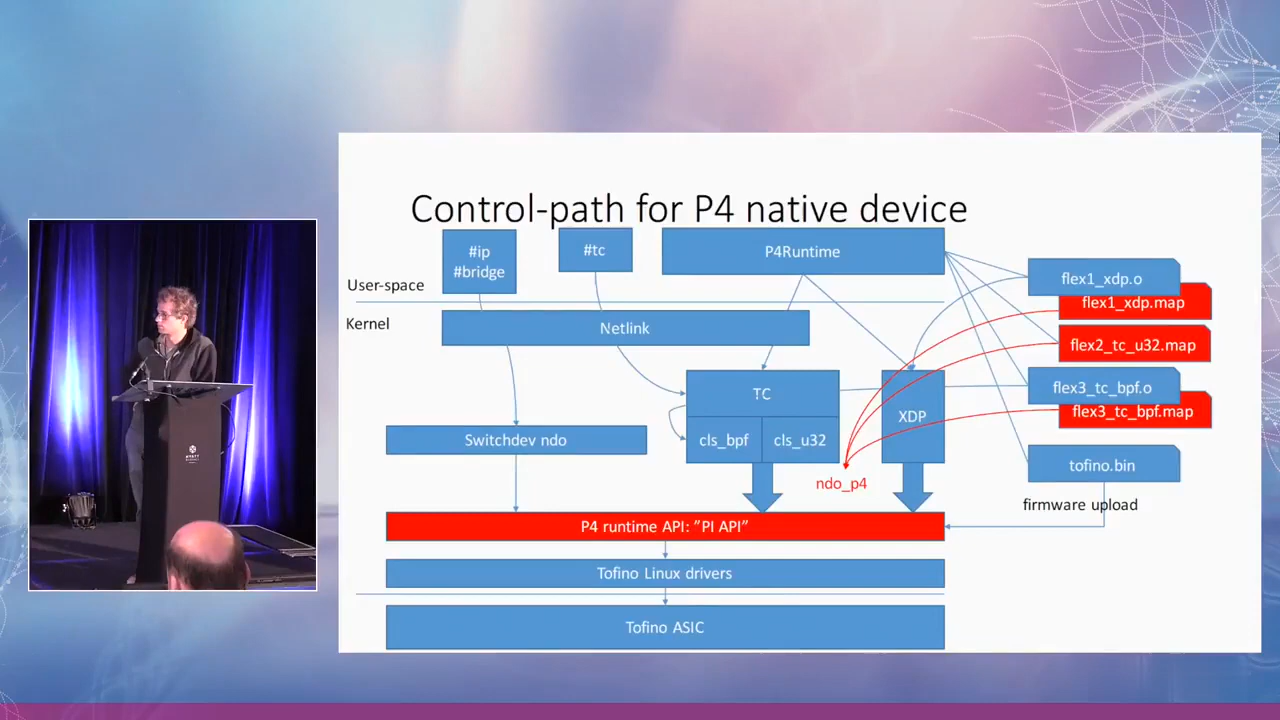 Control-path for P4 native device
#ip
#bridge
#tc
P4Runtime
User-space
Kernel
Netlink
flex1_xdp.o
flex1_xdp.map
flex2_tc_u32.map
flex3_tc_bpf.o
flex3_tc_bpf.map
TC
XDP
cls_bpf
cls_u32
Switchdev ndo
ndo_p4
tofino.bin
firmware upload
P4 runtime API: ”PI API”
Tofino Linux drivers
Tofino ASIC
HYATT